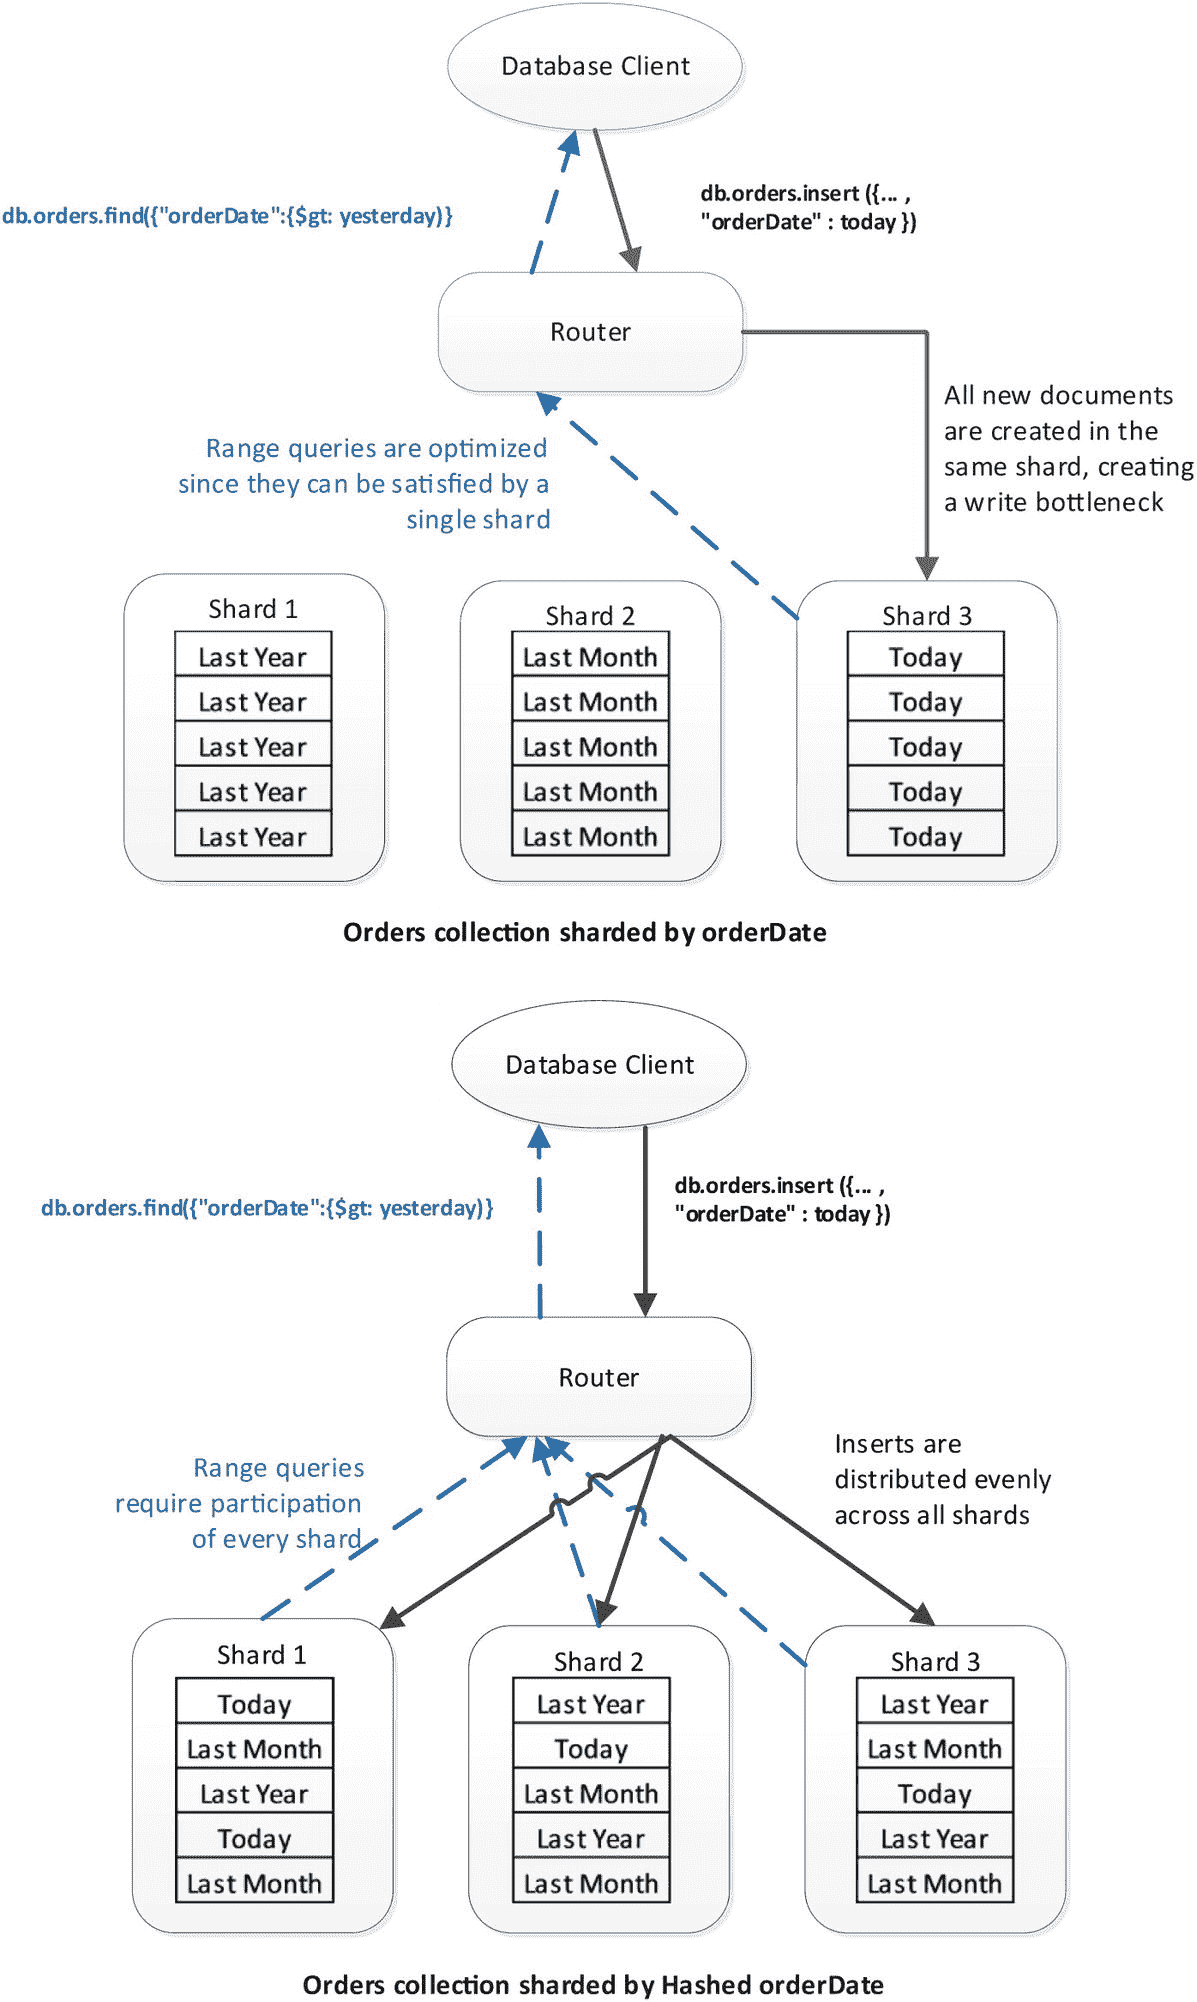 Database Client
db.orders.find({"orderDate":{$gt: yesterday)}
db.orders.insert ({... ,
"orderDate" : today })
Router
Range queries are optimized
since they can be satisfied by a
single shard
All new documents
are created in the
same shard, creating
a write bottleneck
Shard 1
Last Year
Last Year
Last Year
Last Year
Last Year
Shard 2
Last Month
Last Month
Last Month
Last Month
Last Month
Shard 3
Today
Today
Today
Today
Today
Orders collection sharded by orderDate
Database Client
db.orders.find({"orderDate":{$gt: yesterday)}
db.orders.insert ({... ,
"orderDate" : today })
Router
Range queries
require participation
of every shard
Inserts are
distributed evenly
across all shards
Shard 1
Today
Last Month
Last Year
Today
Last Month
Shard 2
Last Year
Today
Last Month
Last Year
Last Month
Shard 3
Last Year
Last Month
Today
Last Year
Last Month
Orders collection sharded by Hashed orderDate